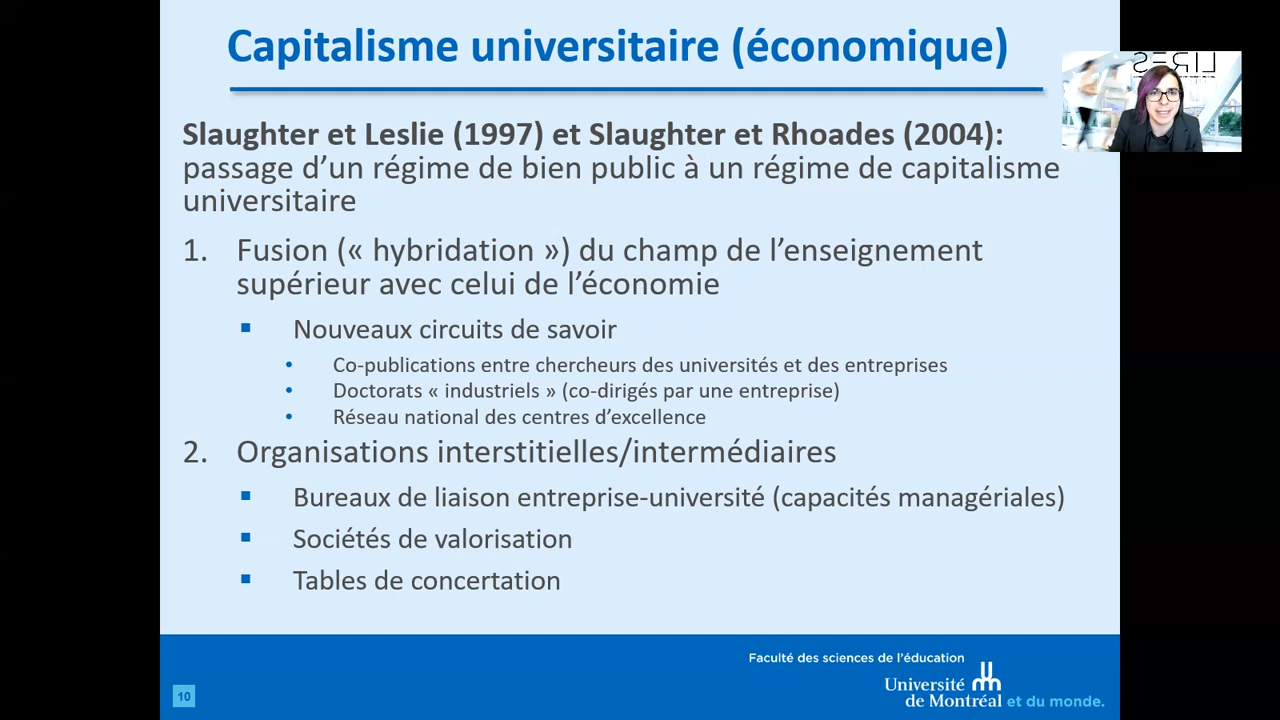 Capitalisme universitaire (économique)
LIRES
Slaughter et Leslie (1997) et Slaughter et Rhoades (2004):
passage d’un régime de bien public à un régime de capitalisme
universitaire
1. Fusion (« hybridation ») du champ de l’enseignement
supérieur avec celui de l’économie
▪ Nouveaux circuits de savoir
• Co-publications entre chercheurs des universités et des entreprises
• Doctorats « industriels » (co-dirigés par une entreprise)
• Réseau national des centres d’excellence
2. Organisations interstitielles/intermédiaires
▪ Bureaux de liaison entreprise-université (capacités managériales)
▪ Sociétés de valorisation
▪ Tables de concertation
Faculté des sciences de l’éducation
Université
de Montréal et du monde.
10